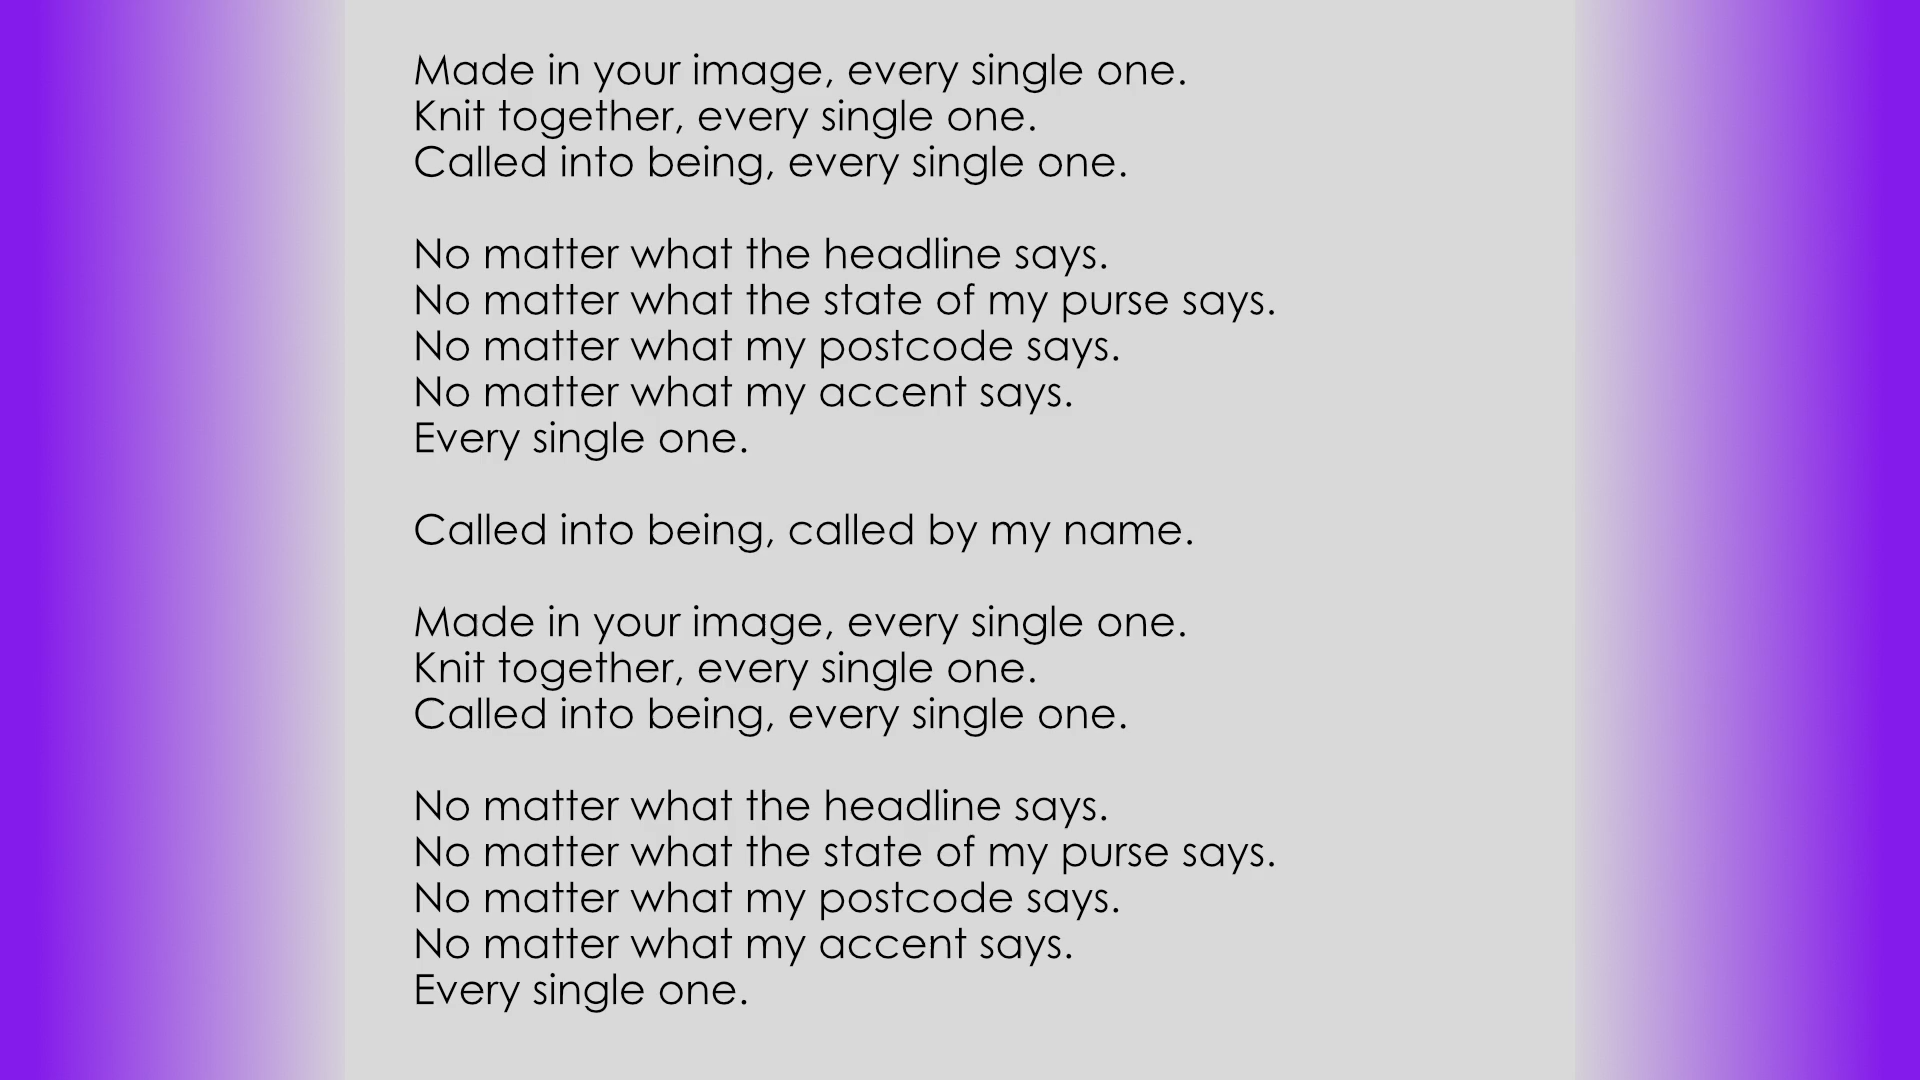 Made in your image, every single one.
Knit together, every single one.
Called into being, every single one.
No matter what the headline says.
No matter what the state of my purse says.
No matter what my postcode says.
No matter what my accent says.
Every single one.
Called into being, called by my name.
Made in your image, every single one.
Knit together, every single one.
Called into being, every single one.
No matter what the headline says.
No matter what the state of my purse says.
No matter what my postcode says.
No matter what my accent says.
Every single one.